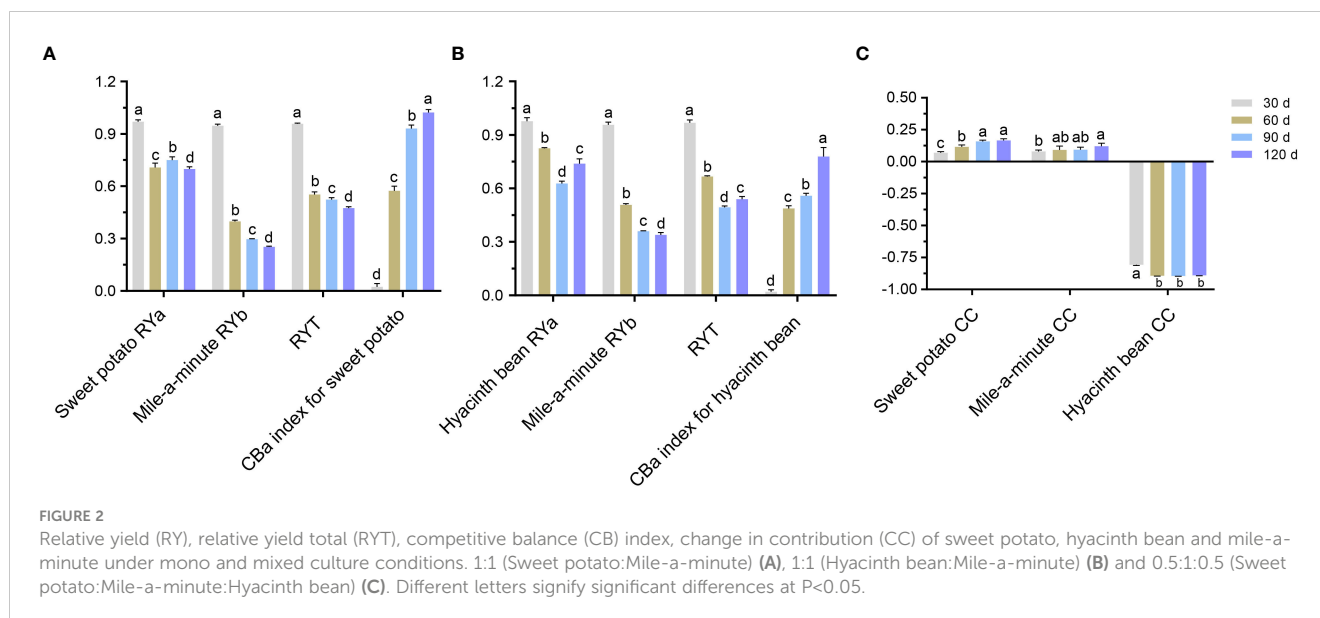 A
B
C
1.2
0.9
0.6
0.3
0.0
a
c
b
d
a
b
c
d
a
b
c
d
d
c
b
a
Sweet potato RYa
Mile-a-minute RYb
RYT
CBa index for sweet potato
1.2
0.9
0.6
0.3
0.0
a
b
d
c
a
b
c
d
a
b
d
c
d
c
b
a
Hyacinth bean RYa
Mile-a-minute RYb
RYT
CBa index for hyacinth bean
0.50
0.25
0.00
-0.25
-0.50
-0.75
-1.00
c
b
a
a
b
ab
ab
a
a
b
b
b
Sweet potato CC
Mile-a-minute CC
Hyacinth bean CC
30 d
60 d
90 d
120 d
FIGURE 2
Relative yield (RY), relative yield total (RYT), competitive balance (CB) index, change in contribution (CC) of sweet potato, hyacinth bean and mile-a-
minute under mono and mixed culture conditions. 1:1 (Sweet potato:Mile-a-minute) (A), 1:1 (Hyacinth bean:Mile-a-minute) (B) and 0.5:1:0.5 (Sweet
potato:Mile-a-minute:Hyacinth bean) (C). Different letters signify significant differences at P<0.05.